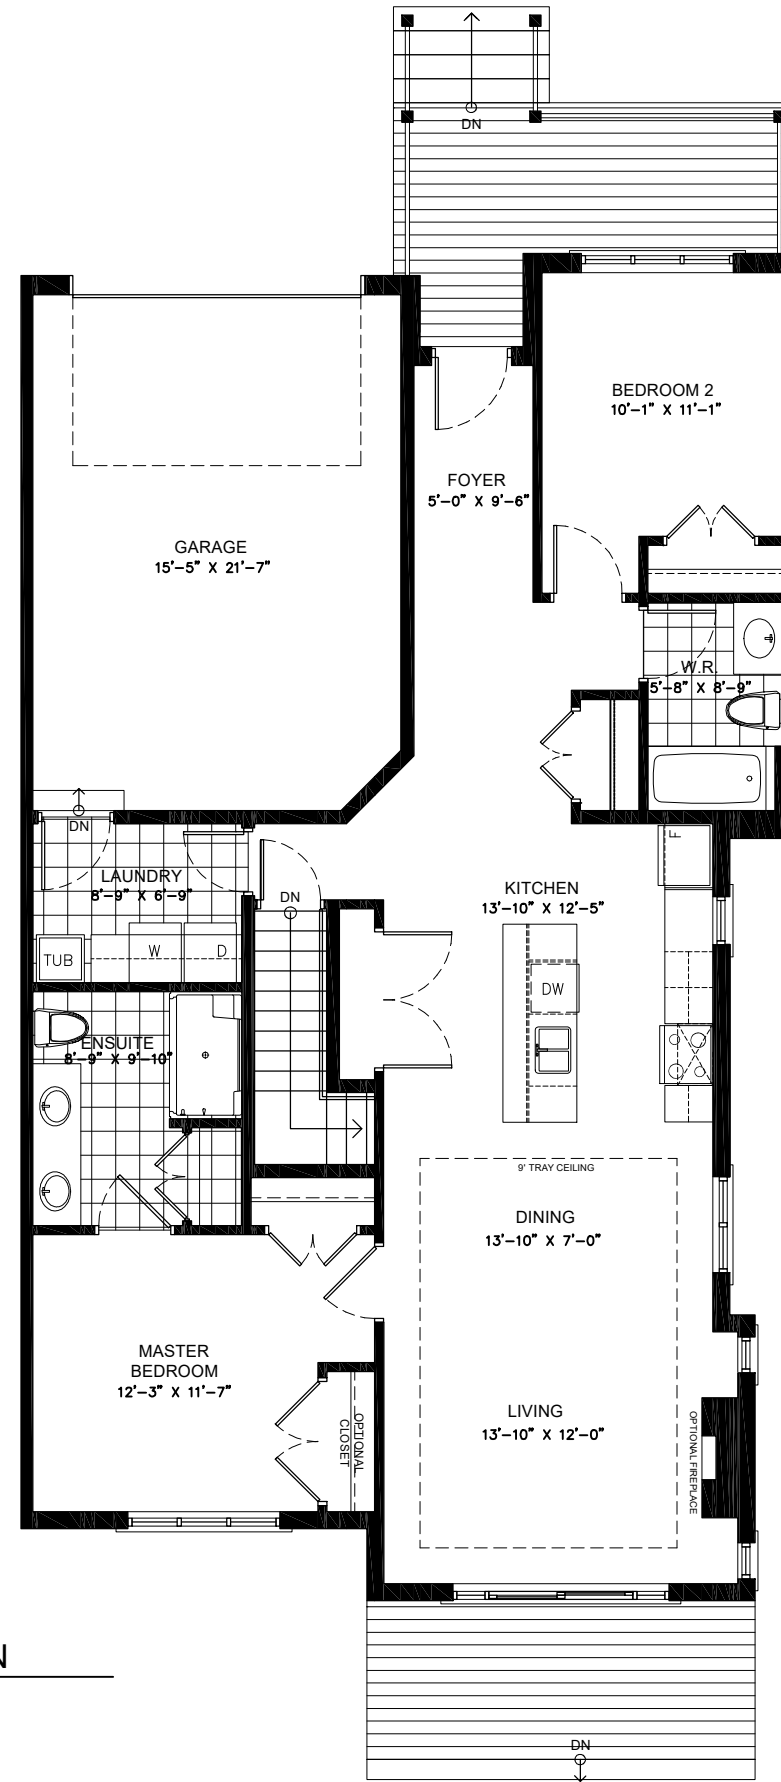 DN
BEDROOM 2
10'-1" X 11'-1"
FOYER
5'-0" X 9'-6"
GARAGE
15'-5" X 21'-7"
W.R.
5'-8" X 8'-9"
DN
F
LAUNDRY
8'-9" X 6'-9"
DN
KITCHEN
13'-10" X 12'-5"
TUB
W
D
DW
ENSUITE
8'-9" X 9'-10"
9' TRAY CEILING
DINING
13'-10" X 7'-0"
MASTER
BEDROOM
12'-3" X 11'-7"
OPTIONAL
CLOSET
LIVING
13'-10" X 12'-0"
OPTIONAL FIREPLACE
N
DN